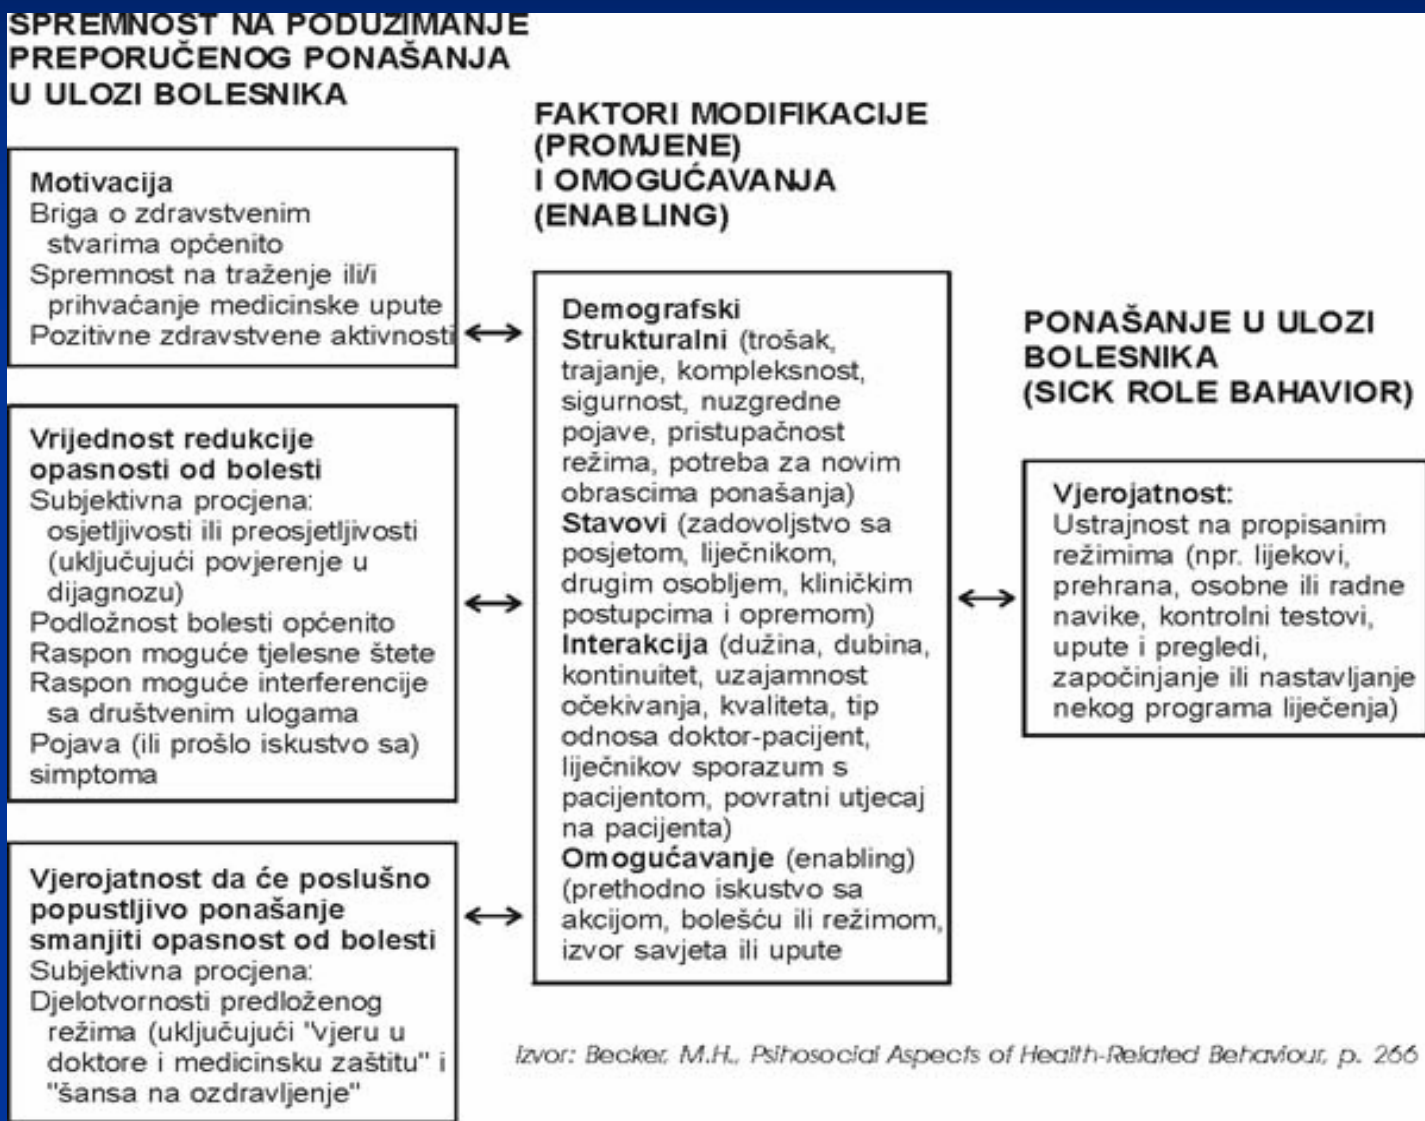 SPREMNOST NA PODUZIMANJE
PREPORUČENOG PONAŠANJA
U ULOZI BOLESNIKA
Motivacija
Briga o zdravstvenim
stvarima općenito
Spremnost na traženje ili/i
prihvaćanje medicinske upute
Pozitivne zdravstvene aktivnosti
Vrijednost redukcije
opasnosti od bolesti
Subjektivna procjena:
osjetljivosti ili preosjetljivosti
(uključujući povjerenje u
dijagnozu)
Podložnost bolesti općenito
Raspon moguće tjelesne štete
Raspon moguće interferencije
sa društvenim ulogama
Pojava (ili prošlo iskustvo sa)
simptoma
Vjerojatnost da će poslušno
popustljivo ponašanje
smanjiti opasnost od bolesti
Subjektivna procjena:
Djelotvornosti predloženog
režima (uključujući "vjeru u
doktore i medicinsku zaštitu" i
"šansa na ozdravljenje"
FAKTORI MODIFIKACIJE
(PROMJENE)
I OMOGUĆAVANJA
(ENABLING)
Demografski
Strukturalni (trošak,
trajanje, kompleksnost,
sigurnost, nuzgredne
pojave, pristupačnost
režima, potreba za novim
obrascima ponašanja)
Stavovi (zadovoljstvo sa
posjetom, liječnikom,
drugim osobljem, kliničkim
postupcima i opremom)
Interakcija (dužina, dubina,
kontinuitet, uzajamnost
očekivanja, kvaliteta, tip
odnosa doktor-pacijent,
liječnikov sporazum s
pacijentom, povratni utjecaj
na pacijenta)
Omogućavanje (enabling)
(prethodno iskustvo sa
akcijom, bolešću ili režimom,
izvor savjeta ili upute
PONAŠANJE U ULOZI
BOLESNIKA
(SICK ROLE BAHAVIOR)
Vjerojatnost:
Ustrajnost na propisanim
režimima (npr. lijekovi,
prehrana, osobne ili radne
navike, kontrolni testovi,
upute i pregledi,
započinjanje ili nastavljanje
nekog programa liječenja)
Izvor: Becker, M.H., Psihosocial Aspects of Health-Related Behaviour, p. 266